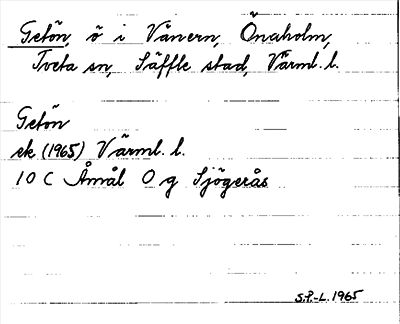 Getön, ö i Vänern, Önaholm,
Tveta sn, Säffle stad, Värml. l.
Getön
ek (1965) Värml. l.
10 C Åmål O g Sjögerås
S.P.-L. 1965